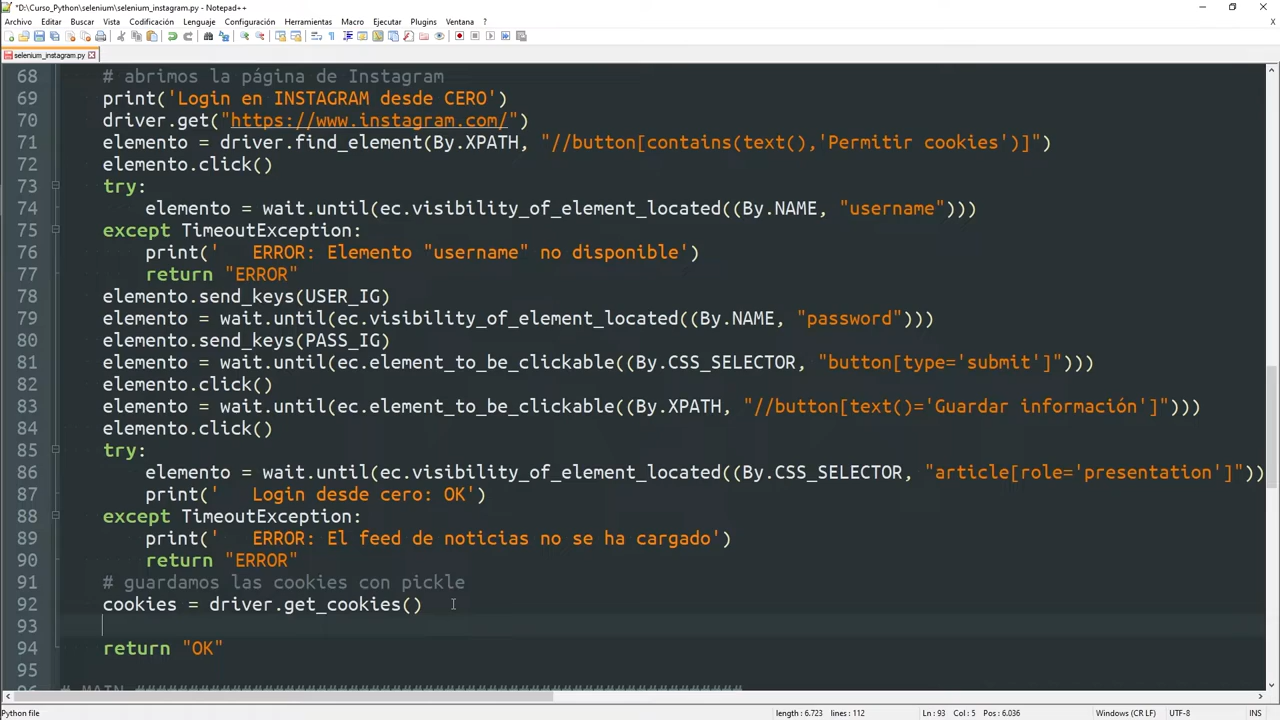 *D:\Curso_Python\selenium\selenium_instagram.py - Notepad++
Archivo Editar Buscar Vista Codificación Lenguaje Configuración Herramientas Macro Ejecutar Plugins Ventana ?
X
selenium_instagram.py
68 # abrimos la página de Instagram
69 print('Login en INSTAGRAM desde CERO')
70 driver.get("https://www.instagram.com/")
71 elemento = driver.find_element(By.XPATH, "//button[contains(text(),'Permitir cookies')]")
72 elemento.click()
73 try:
74 elemento = wait.until(ec.visibility_of_element_located((By.NAME, "username")))
75 except TimeoutException:
76 print('   ERROR: Elemento "username" no disponible')
77 return "ERROR"
78 elemento.send_keys(USER_IG)
79 elemento = wait.until(ec.visibility_of_element_located((By.NAME, "password")))
80 elemento.send_keys(PASS_IG)
81 elemento = wait.until(ec.element_to_be_clickable((By.CSS_SELECTOR, "button[type='submit']")))
82 elemento.click()
83 elemento = wait.until(ec.element_to_be_clickable((By.XPATH, "//button[text()='Guardar información']")))
84 elemento.click()
85 try:
86 elemento = wait.until(ec.visibility_of_element_located((By.CSS_SELECTOR, "article[role='presentation']"))
87 print('   Login desde cero: OK')
88 except TimeoutException:
89 print('   ERROR: El feed de noticias no se ha cargado')
90 return "ERROR"
91 # guardamos las cookies con pickle
92 cookies = driver.get_cookies()
93
94 return "OK"
95
96 # MAIN ##########################################################
Python file length : 6.723 lines : 112 Ln : 93 Col : 5 Pos : 6.036 Windows (CR LF) UTF-8 INS